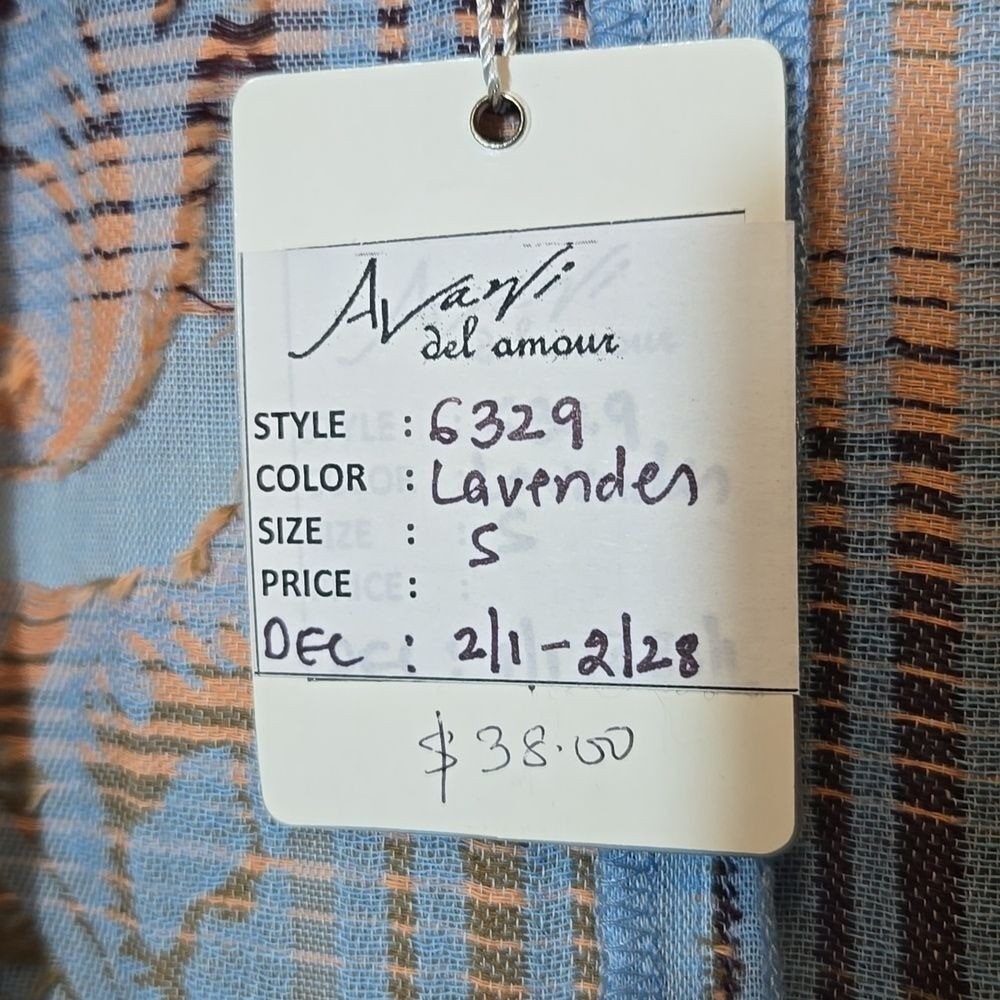 Avani
del amour
STYLE : 6329
COLOR : Lavender
SIZE : S
PRICE :
DEC : 2/1-2/28
$38.00